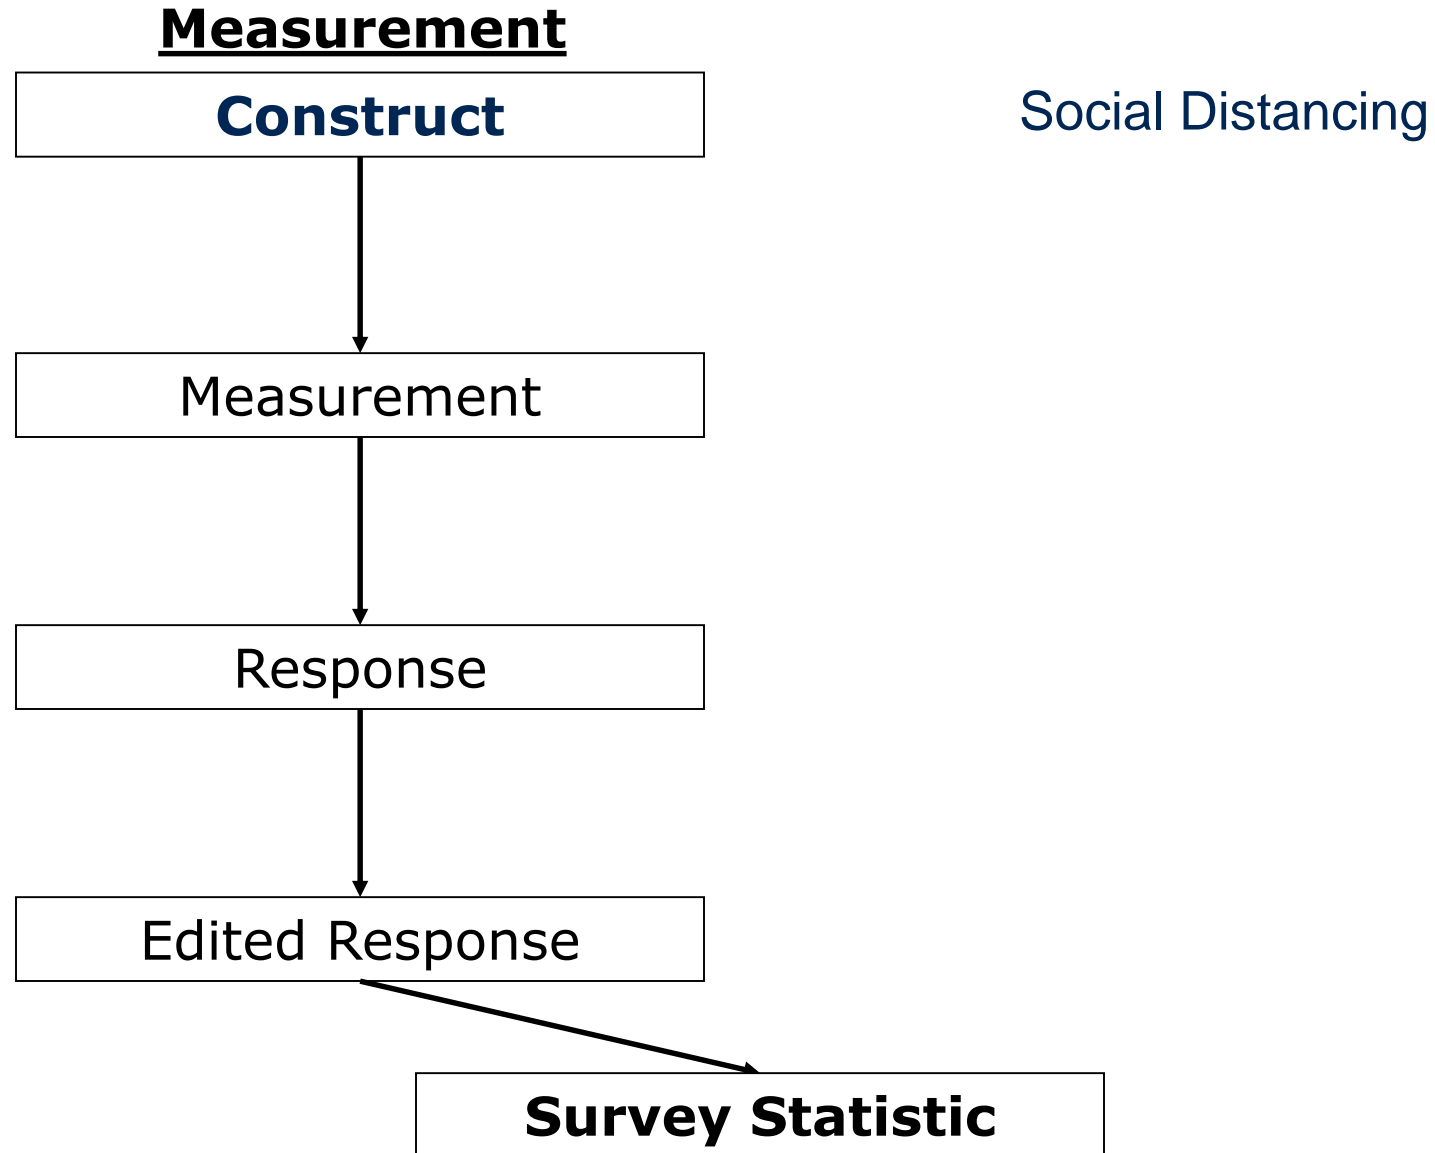 Measurement
Construct
Social Distancing
Measurement
Response
Edited Response
Survey Statistic